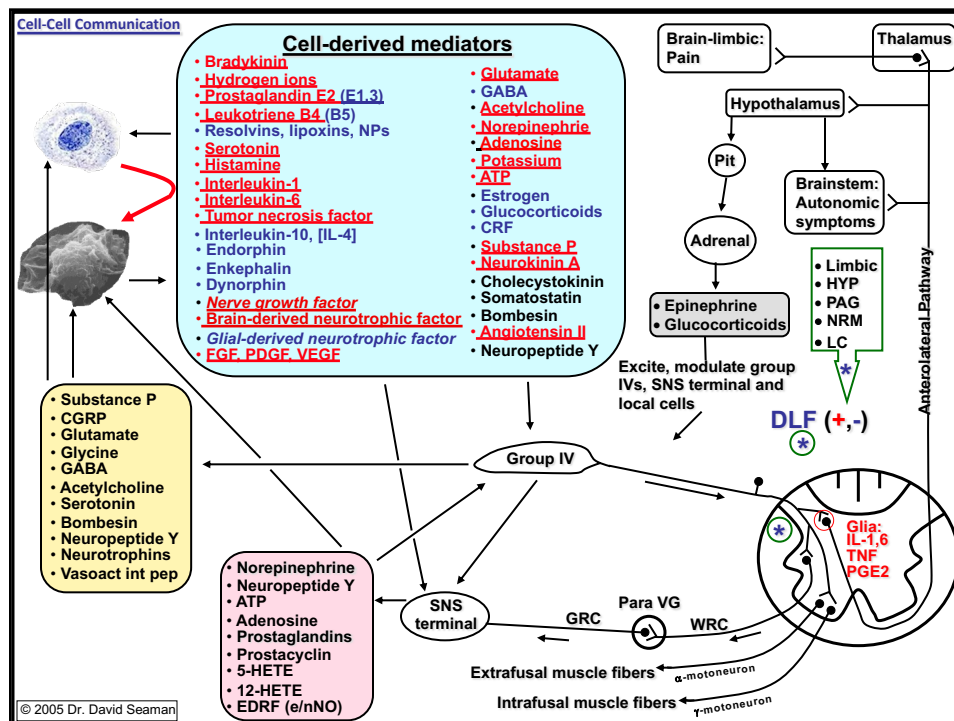 Cell-Cell Communication
Cell-derived mediators
• Bradykinin
• Hydrogen ions
• Prostaglandin E2 (E1,3)
• Leukotriene B4 (B5)
• Resolvins, lipoxins, NPs
• Serotonin
• Histamine
• Interleukin-1
• Interleukin-6
• Tumor necrosis factor
• Interleukin-10, [IL-4]
• Endorphin
• Enkephalin
• Dynorphin
• Nerve growth factor
• Brain-derived neurotrophic factor
• Glial-derived neurotrophic factor
• FGF, PDGF, VEGF
• Glutamate
• GABA
• Acetylcholine
• Norepinephrie
• Adenosine
• Potassium
• ATP
• Estrogen
• Glucocorticoids
• CRF
• Substance P
• Neurokinin A
• Cholecystokinin
• Somatostatin
• Bombesin
• Angiotensin II
• Neuropeptide Y
Brain-limbic:
Pain
Thalamus
Hypothalamus
Pit
Adrenal
Brainstem:
Autonomic
symptoms
• Epinephrine
• Glucocorticoids
• Limbic
• HYP
• PAG
• NRM
• LC
*
Anterolateral Pathway
Excite, modulate group
IVs, SNS terminal and
local cells
DLF (+,-)
*
• Substance P
• CGRP
• Glutamate
• Glycine
• GABA
• Acetylcholine
• Serotonin
• Bombesin
• Neuropeptide Y
• Neurotrophins
• Vasoact int pep
Group IV
*
Glia:
IL-1,6
TNF
PGE2
• Norepinephrine
• Neuropeptide Y
• ATP
• Adenosine
• Prostaglandins
• Prostacyclin
• 5-HETE
• 12-HETE
• EDRF (e/nNO)
SNS
terminal
GRC
Para VG
WRC
Extrafusal muscle fibers
α-motoneuron
Intrafusal muscle fibers
γ-motoneuron
© 2005 Dr. David Seaman